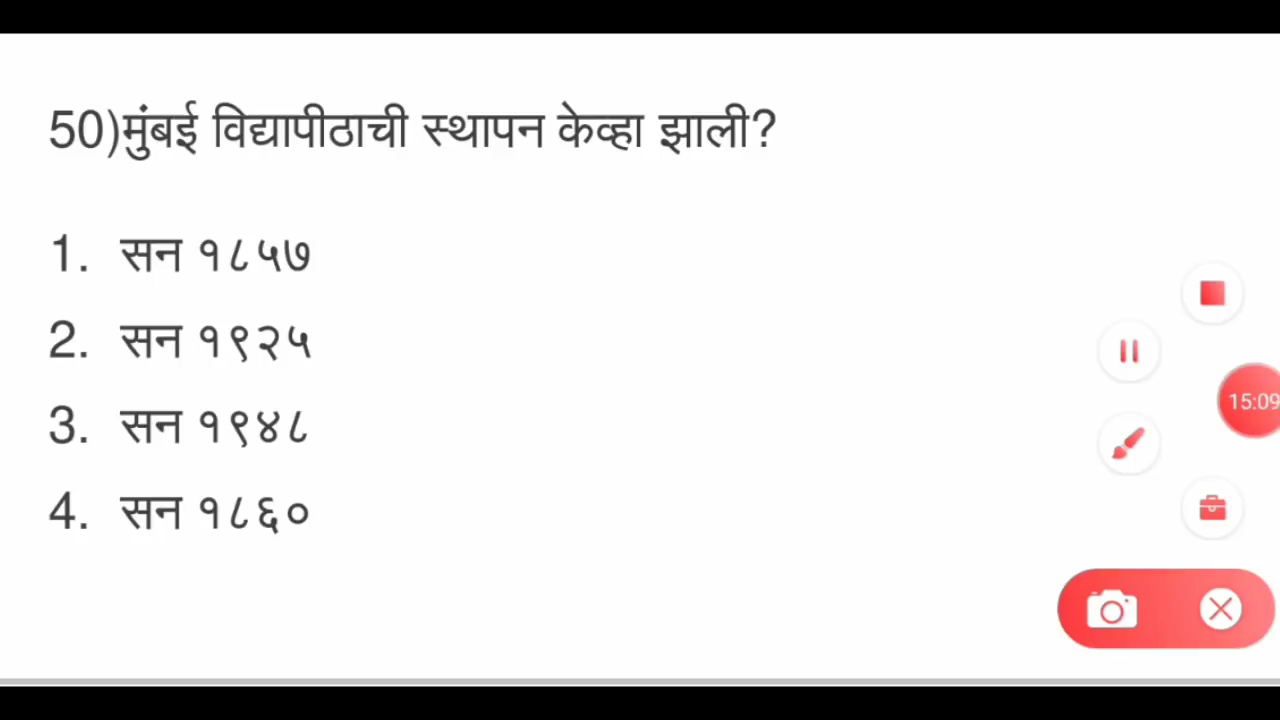 50)मुंबई विद्यापीठाची स्थापन केव्हा झाली?
1. सन १८५७
2. सन १९२५
3. सन १९४८
4. सन १८६०
15:09